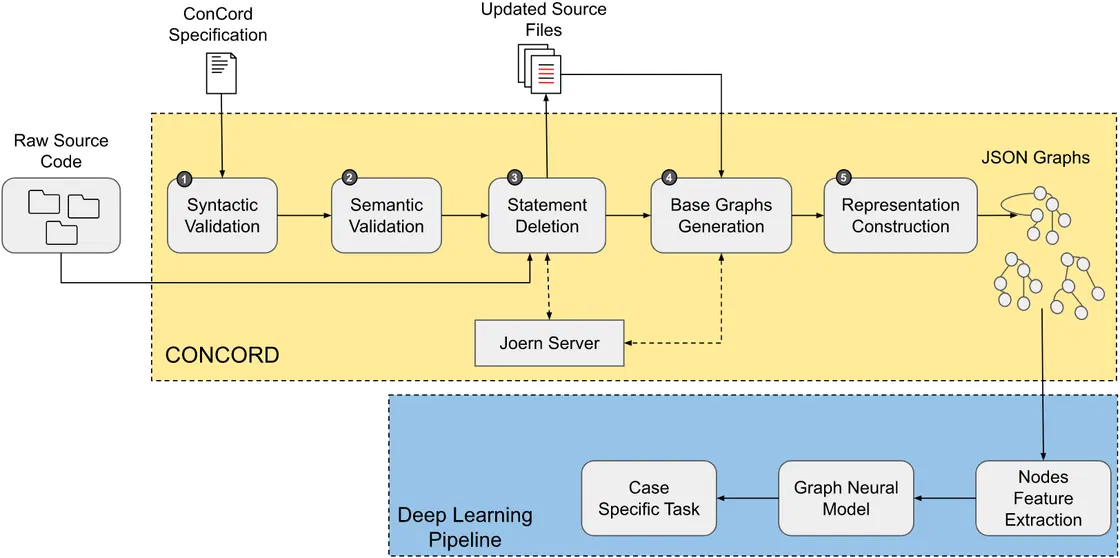 ConCord
Specification
Updated Source
Files
Raw Source
Code
JSON Graphs
1
Syntactic
Validation
2
Semantic
Validation
3
Statement
Deletion
4
Base Graphs
Generation
5
Representation
Construction
Joern Server
CONCORD
Case
Specific Task
Graph Neural
Model
Nodes
Feature
Extraction
Deep Learning
Pipeline